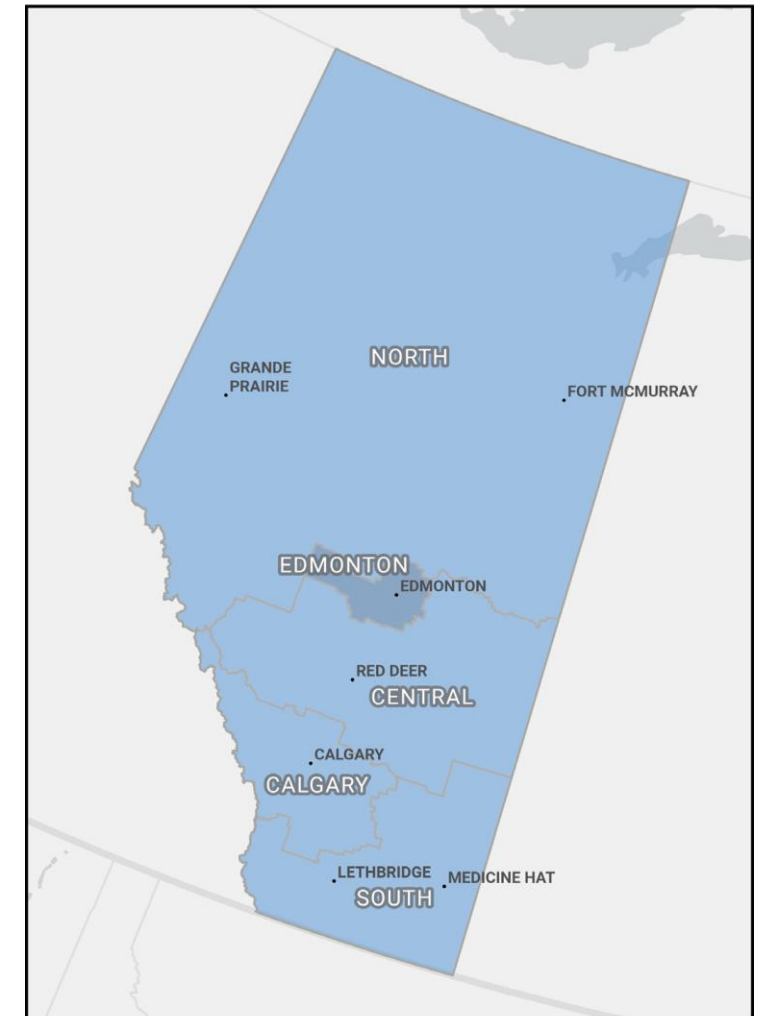 NORTH
GRANDE
PRAIRIE
FORT MCMURRAY
EDMONTON
EDMONTON
RED DEER
CENTRAL
CALGARY
CALGARY
LETHBRIDGE
MEDICINE HAT
SOUTH